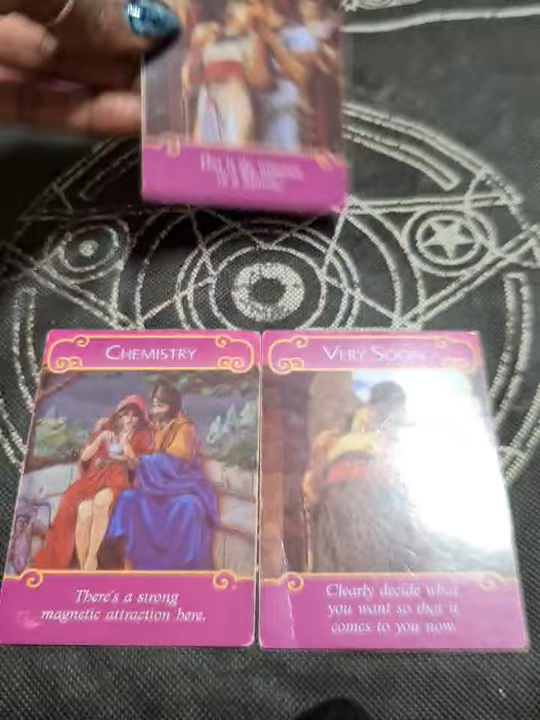 CHEMISTRY
There's a strong
magnetic attraction here.
VERY SOON
Clearly decide what
you want so that it
comes to you now.